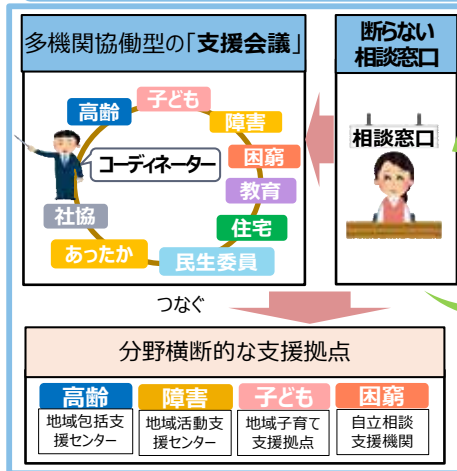 多機関協働型の「支援会議」
子ども
高齢
障害
コーディネーター
困窮
教育
社協
住宅
あったか
民生委員
断らない
相談窓口
相談窓口
つなぐ
分野横断的な支援拠点
高齢
地域包括支
援センター
障害
地域活動支
援センター
子ども
地域子育て
支援拠点
困窮
自立相談
支援機関